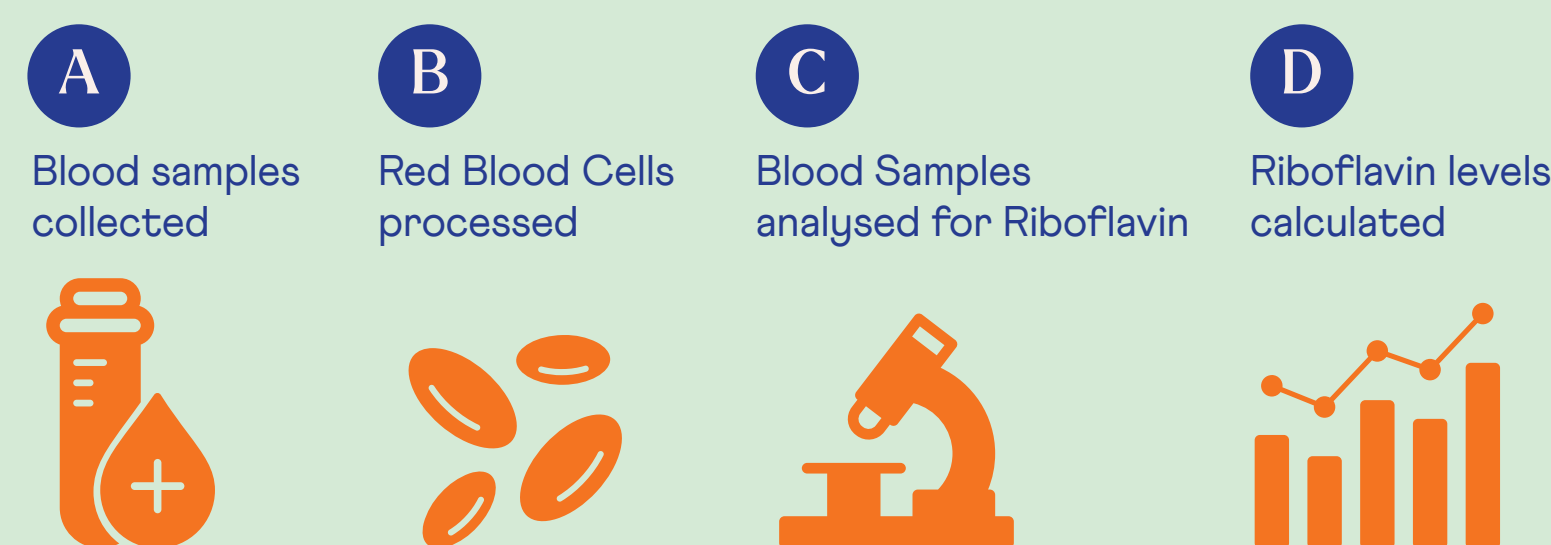 A
Blood samples
collected
B
Red Blood Cells
processed
C
Blood Samples
analysed for Riboflavin
D
Riboflavin levels
calculated